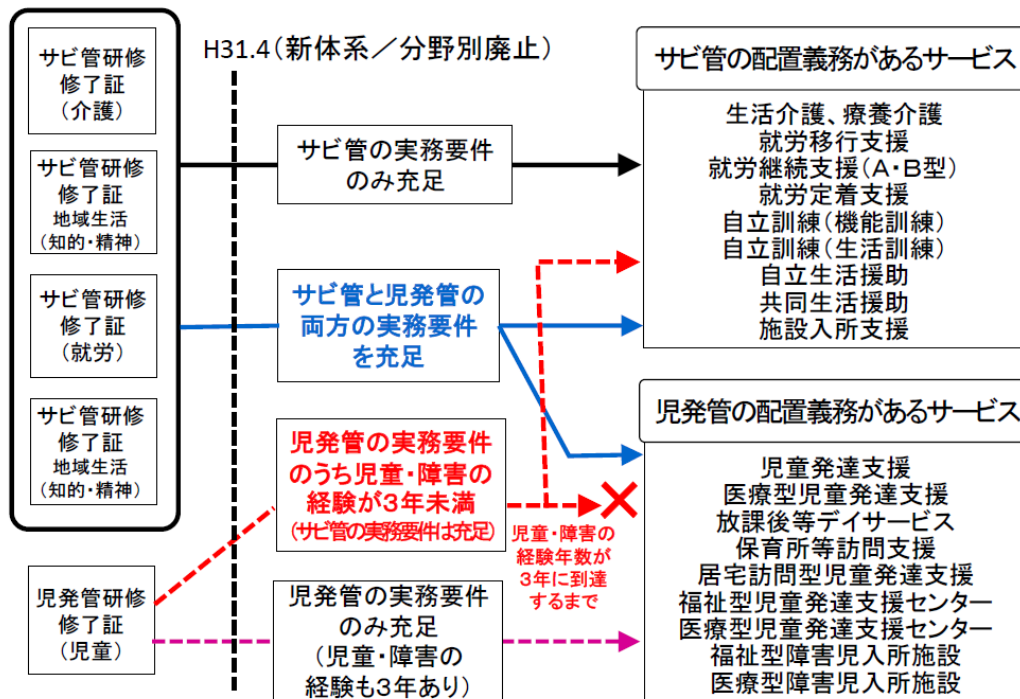 H31.4（新体系／分野別廃止）
サビ管研修
修了証
（介護）
サビ管研修
修了証
地域生活
（知的・精神）
サビ管研修
修了証
（就労）
サビ管研修
修了証
地域生活
（知的・精神）
児発管研修
修了証
（児童）
サビ管の実務要件
のみ充足
サビ管と児発管の
両方の実務要件
を充足
児発管の実務要件
のうち児童・障害の
経験が３年未満
（サビ管の実務要件は充足）
児童・障害の
経験年数が
３年に到達
するまで
児発管の実務要件
のみ充足
（児童・障害の
経験も３年あり）
サビ管の配置義務があるサービス
生活介護、療養介護
就労移行支援
就労継続支援（Ａ・Ｂ型）
就労定着支援
自立訓練（機能訓練）
自立訓練（生活訓練）
自立生活援助
共同生活援助
施設入所支援
児発管の配置義務があるサービス
児童発達支援
医療型児童発達支援
放課後等デイサービス
保育所等訪問支援
居宅訪問型児童発達支援
福祉型児童発達支援センター
医療型児童発達支援センター
福祉型障害児入所施設
医療型障害児入所施設